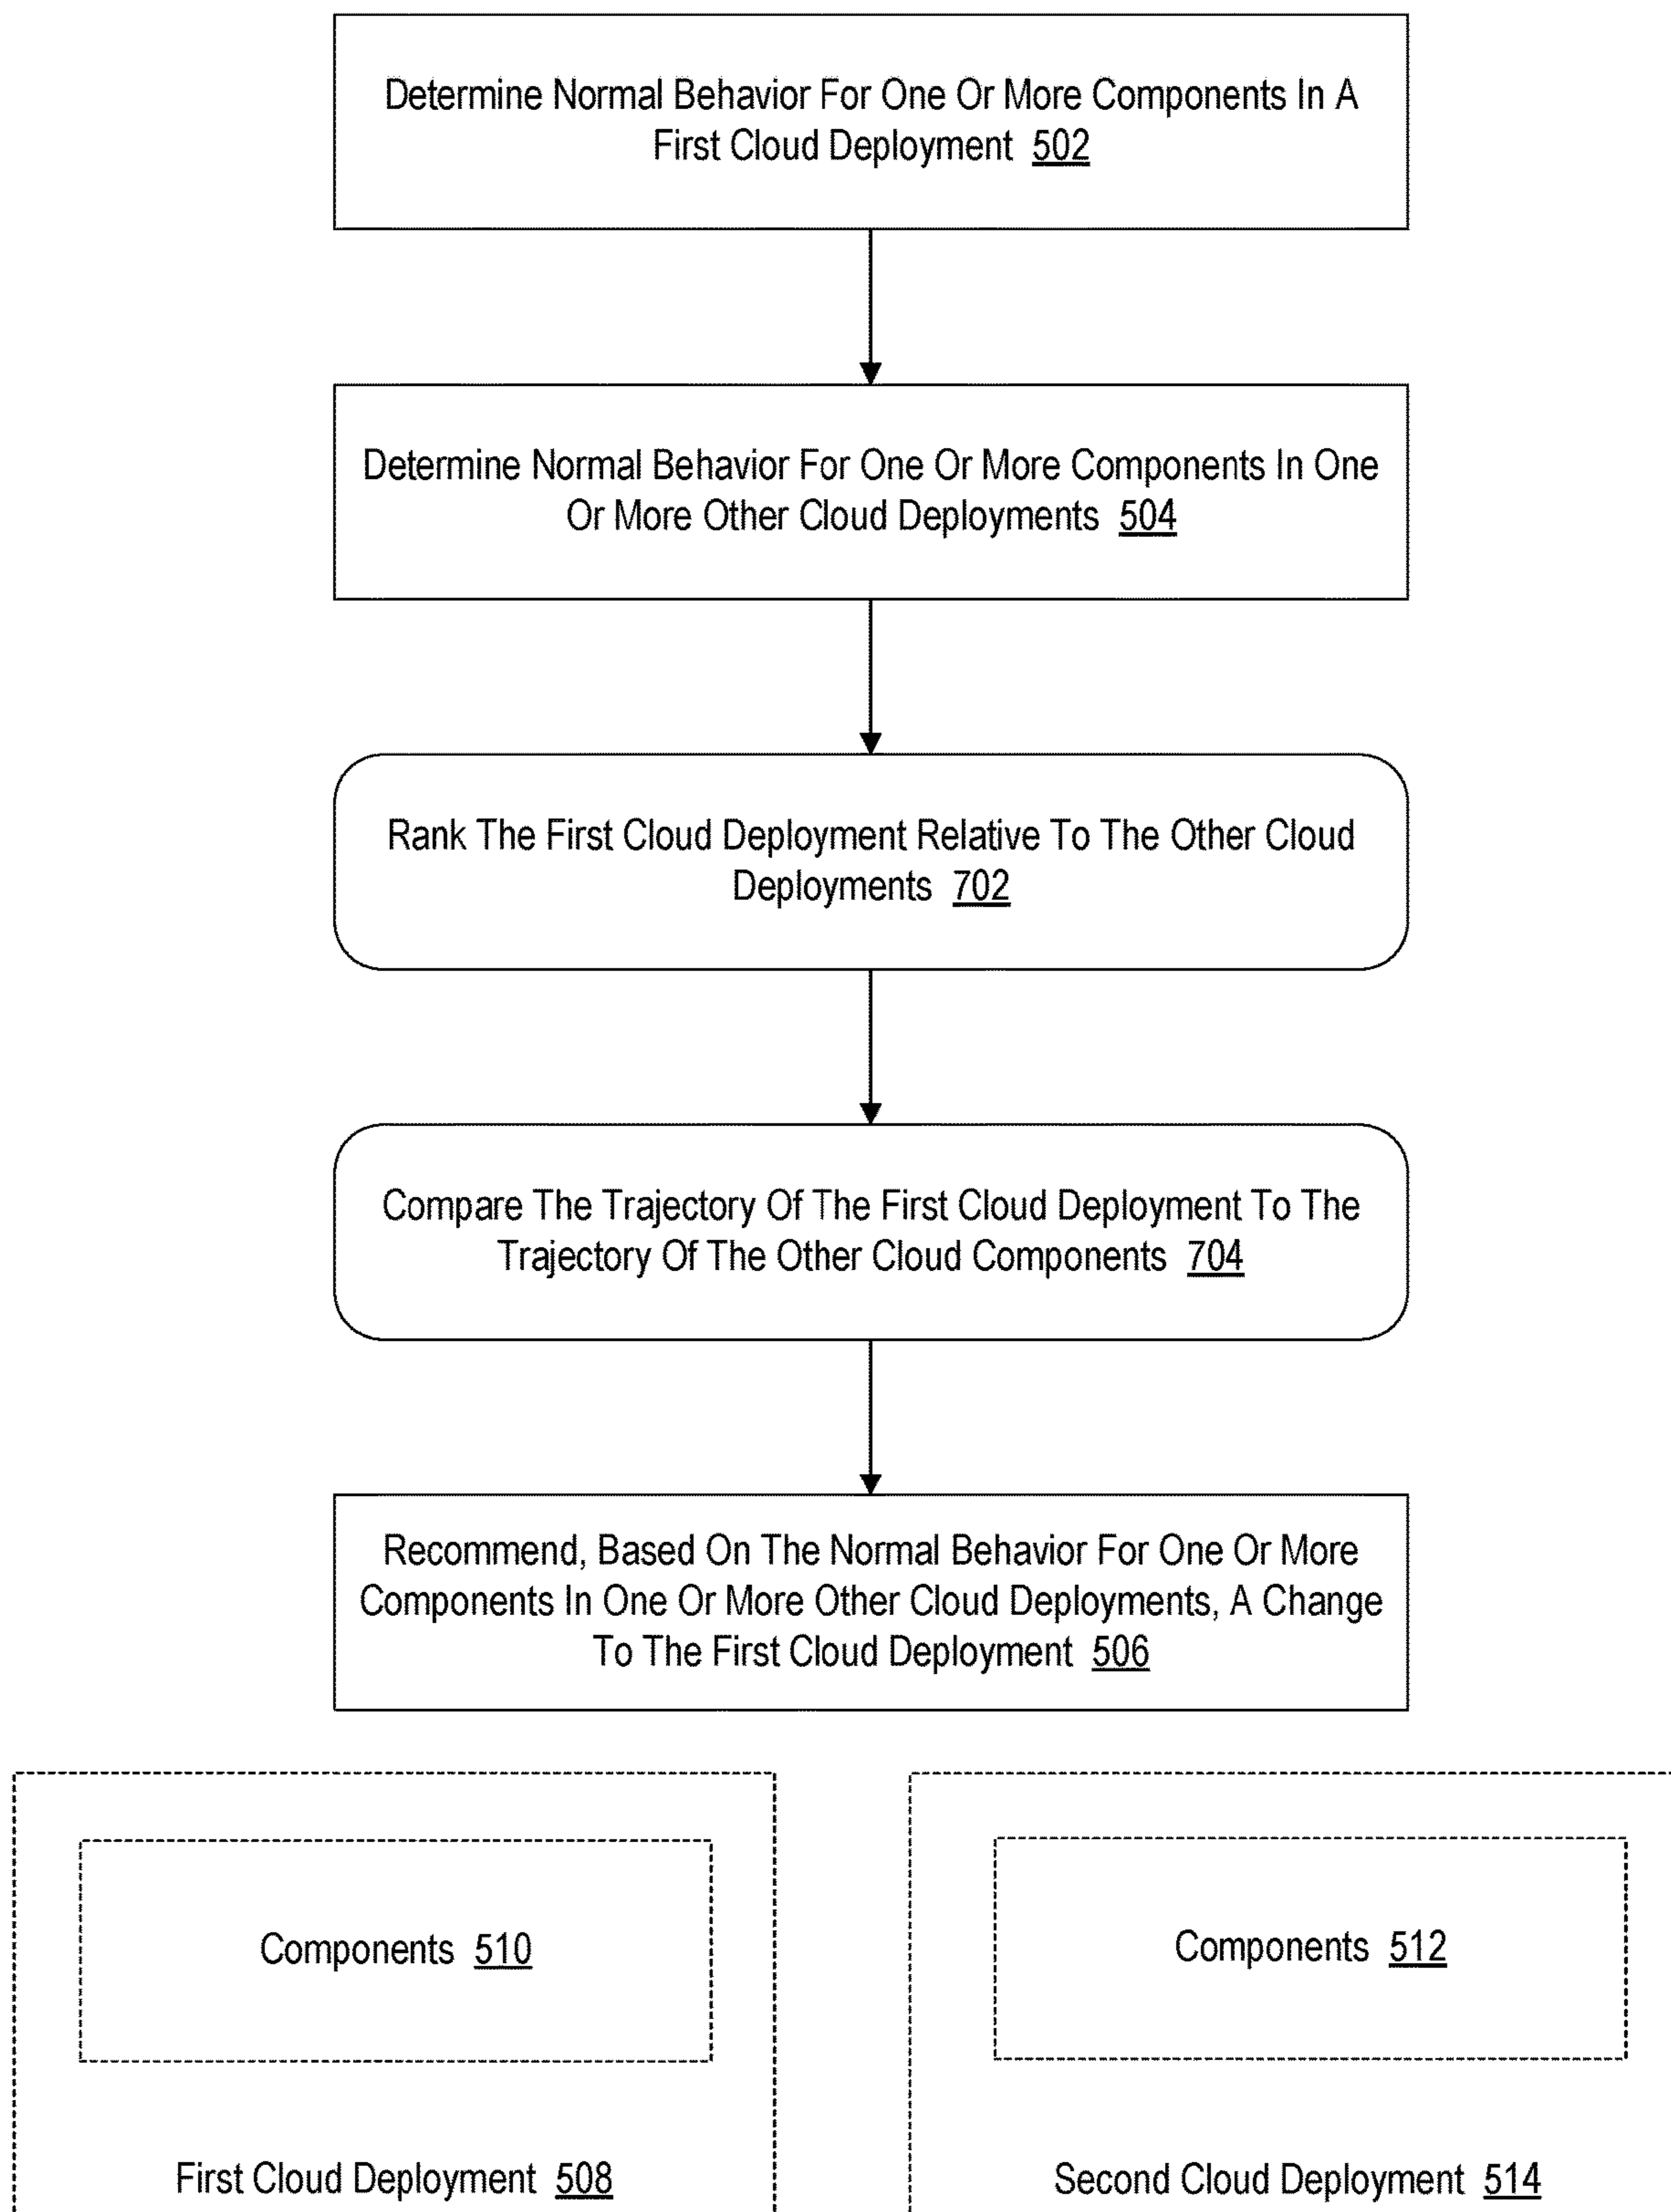 Determine Normal Behavior For One Or More Components In A
First Cloud Deployment 502
Determine Normal Behavior For One Or More Components In One
Or More Other Cloud Deployments 504
Rank The First Cloud Deployment Relative To The Other Cloud
Deployments 702
Compare The Trajectory Of The First Cloud Deployment To The
Trajectory Of The Other Cloud Components 704
Recommend, Based On The Normal Behavior For One Or More
Components In One Or More Other Cloud Deployments, A Change
To The First Cloud Deployment 506
Components 510
First Cloud Deployment 508
Components 512
Second Cloud Deployment 514